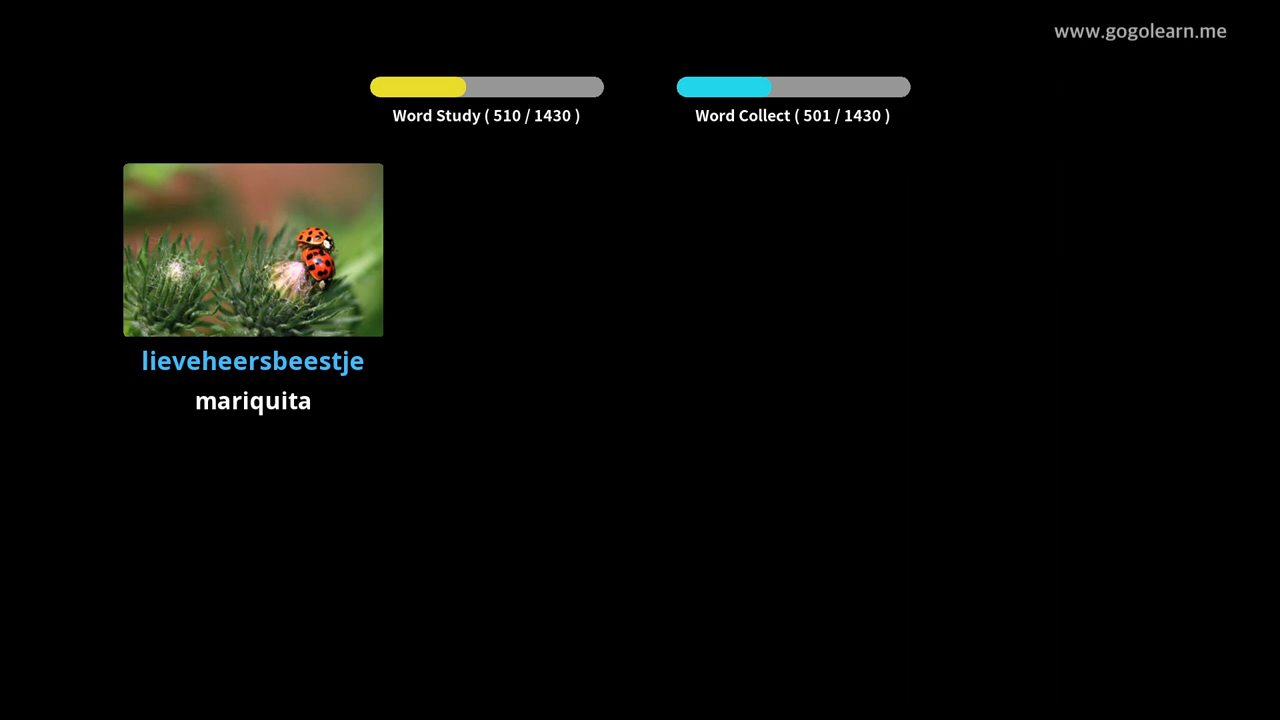 www.gogolearn.me
Word Study ( 510 / 1430 )
Word Collect ( 501 / 1430 )
lieveheersbeestje
mariquita